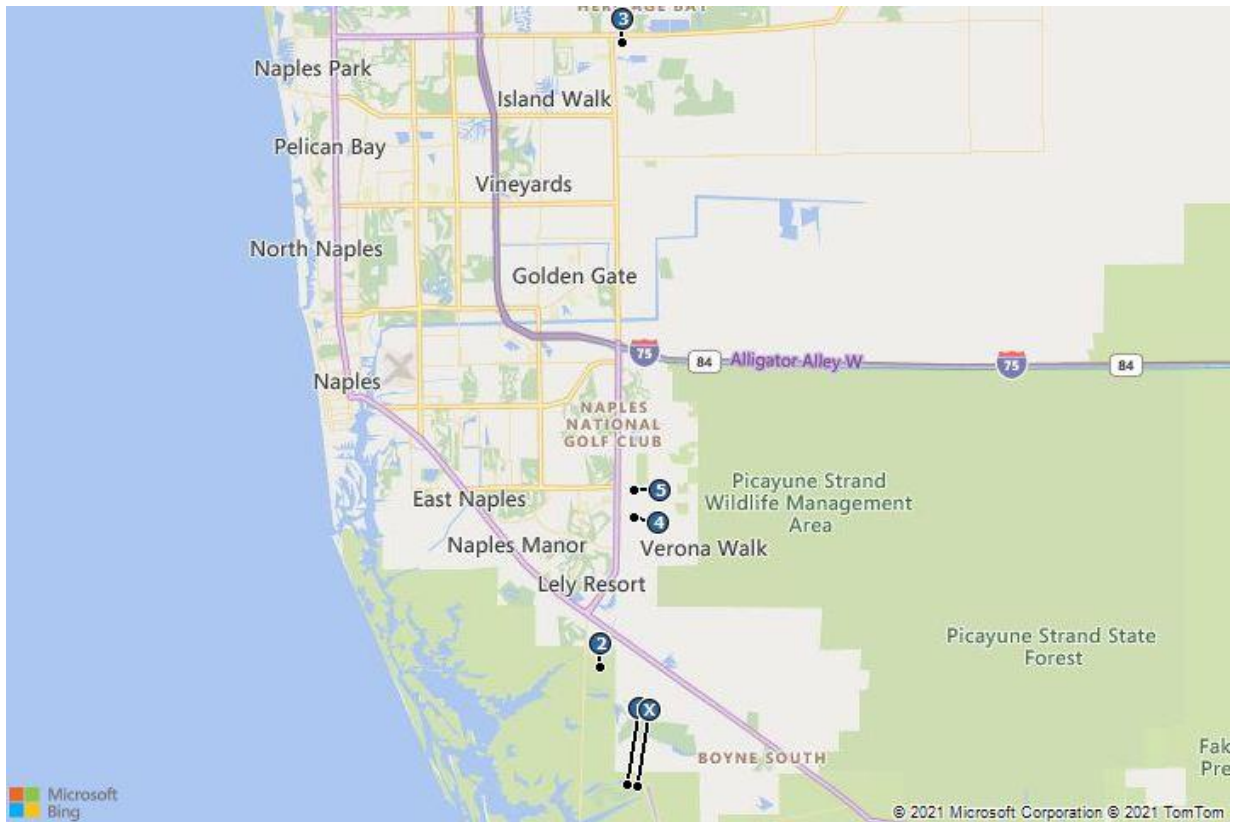 HERITAGE BAY
3
Naples Park
Island Walk
Pelican Bay
Vineyards
North Naples
Golden Gate
75
84
Alligator Alley W
75
84
Naples
NAPLES
NATIONAL
GOLF CLUB
5
Picayune Strand
Wildlife Management
Area
East Naples
4
Naples Manor
Verona Walk
Lely Resort
2
Picayune Strand State
Forest
X
BOYNE SOUTH
Fak
Pre
Microsoft
Bing
© 2021 Microsoft Corporation © 2021 TomTom